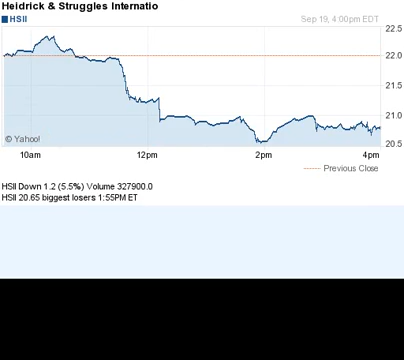 Heidrick & Struggles Internatio
HSII
Sep 19, 4:00pm EDT
22.5
22.0
21.5
21.0
20.5
© Yahoo!
10am 12pm 2pm 4pm
Previous Close
HSII Down 1.2 (5.5%) Volume 327900.0
HSII 20.65 biggest losers 1:55PM ET